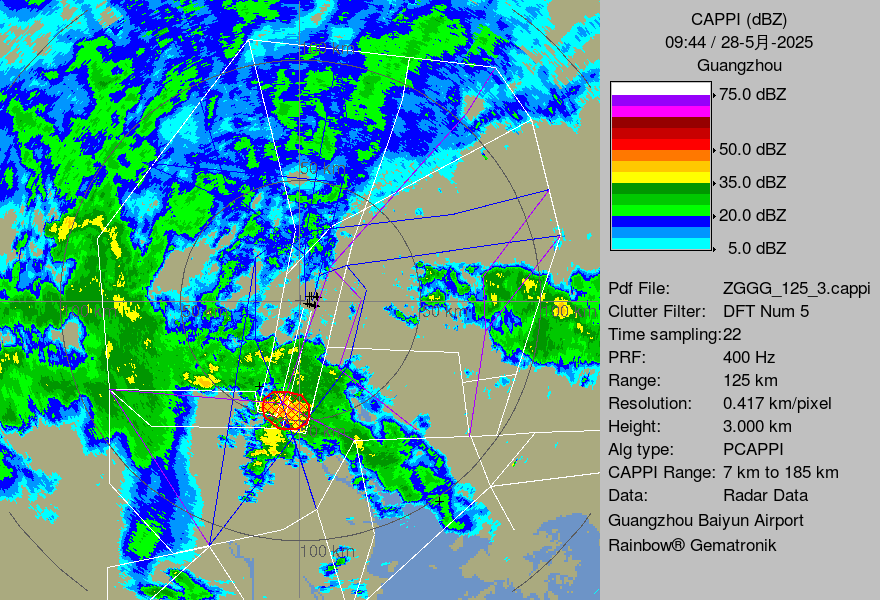 CAPPI (dBZ)
09:44 / 28-5月-2025
Guangzhou
75.0 dBZ
50.0 dBZ
35.0 dBZ
20.0 dBZ
5.0 dBZ
Pdf File: ZGGG_125_3.cappi
Clutter Filter: DFT Num 5
Time sampling:22
PRF: 400 Hz
Range: 125 km
Resolution: 0.417 km/pixel
Height: 3.000 km
Alg type: PCAPPI
CAPPI Range: 7 km to 185 km
Data: Radar Data
Guangzhou Baiyun Airport
Rainbow® Gematronik
50 km
100 km
100 km